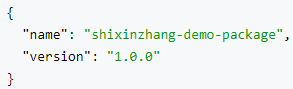 {
  "name": "shixinzhang-demo-package",
  "version": "1.0.0"
}